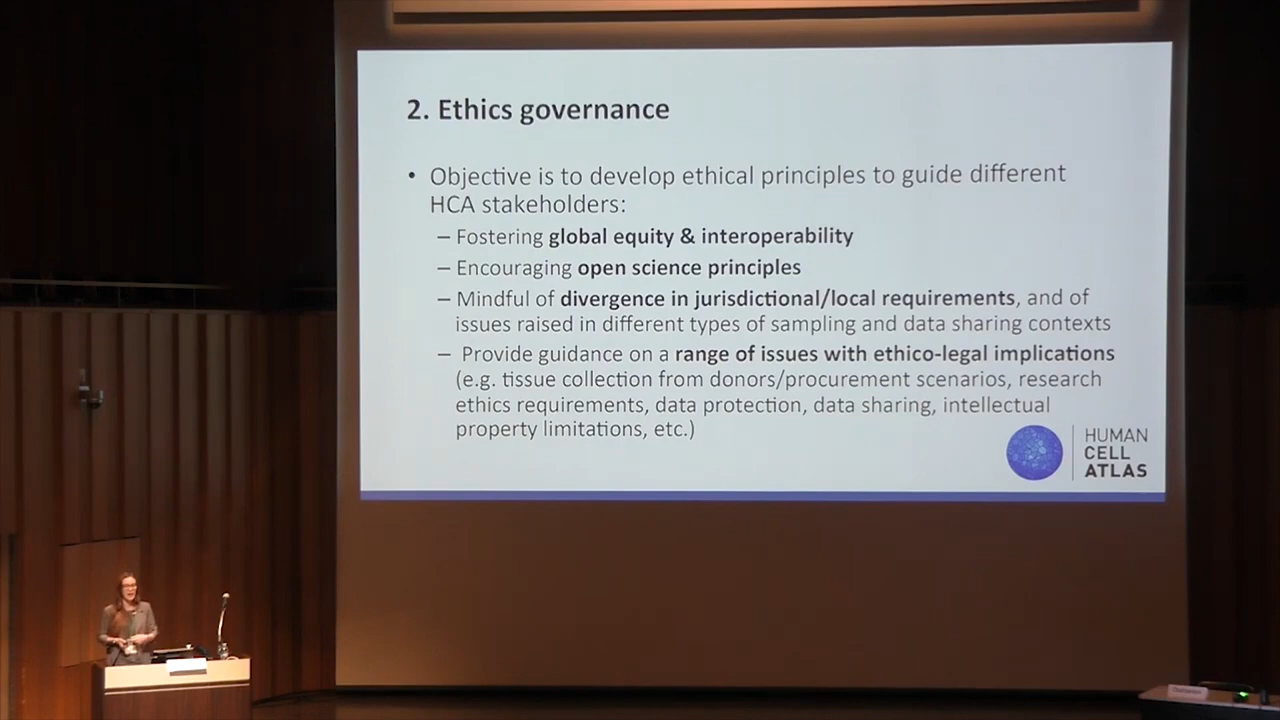 2. Ethics governance
• Objective is to develop ethical principles to guide different
HCA stakeholders:
– Fostering global equity & interoperability
– Encouraging open science principles
– Mindful of divergence in jurisdictional/local requirements, and of
issues raised in different types of sampling and data sharing contexts
– Provide guidance on a range of issues with ethico-legal implications
(e.g. tissue collection from donors/procurement scenarios, research
ethics requirements, data protection, data sharing, intellectual
property limitations, etc.)
HUMAN
CELL
ATLAS